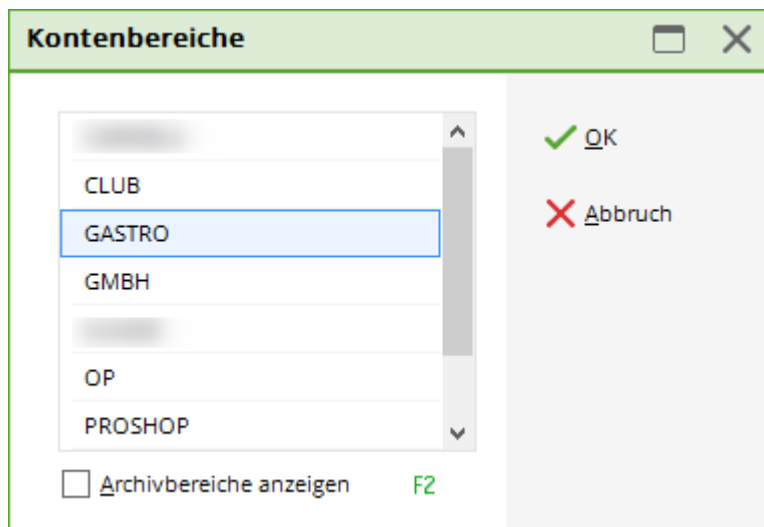 Kontenbereiche
CLUB
GASTRO
GMBH
OP
PROSHOP
Archivbereiche anzeigen F2
OK
Abbruch